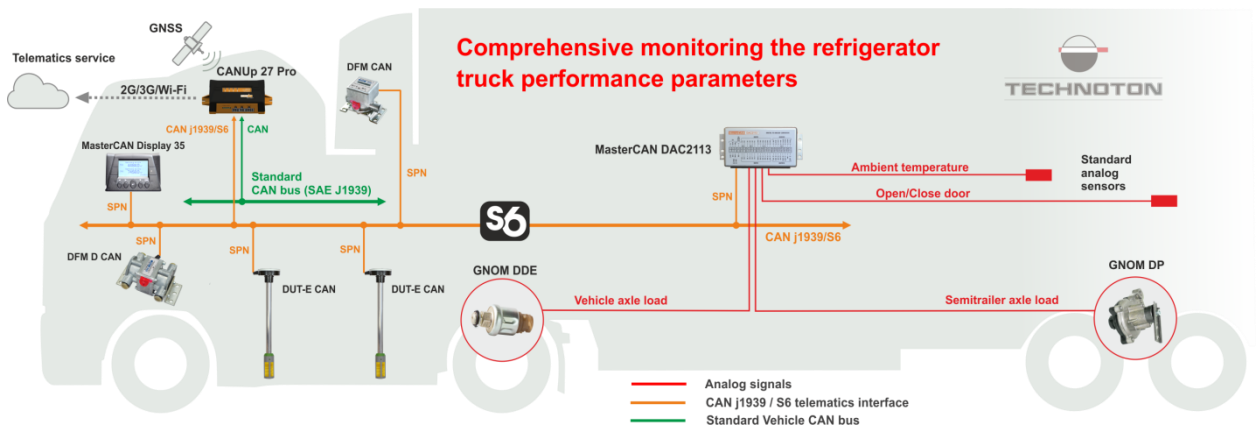 Comprehensive monitoring the refrigerator
truck performance parameters
TECHNOTON
GNSS
Telematics service
2G/3G/Wi-Fi
CANUp 27 Pro
DFM CAN
CAN j1939/S6
CAN
MasterCAN Display 35
MasterCAN DAC2113
Ambient temperature
Open/Close door
Standard
analog
sensors
Standard
CAN bus (SAE J1939)
SPN
SPN
SPN
S6
CAN j1939/S6
SPN
SPN
SPN
DFM D CAN
DUT-E CAN
DUT-E CAN
GNOM DDE
GNOM DP
Vehicle axle load
Semitrailer axle load
Analog signals
CAN j1939 / S6 telematics interface
Standard Vehicle CAN bus